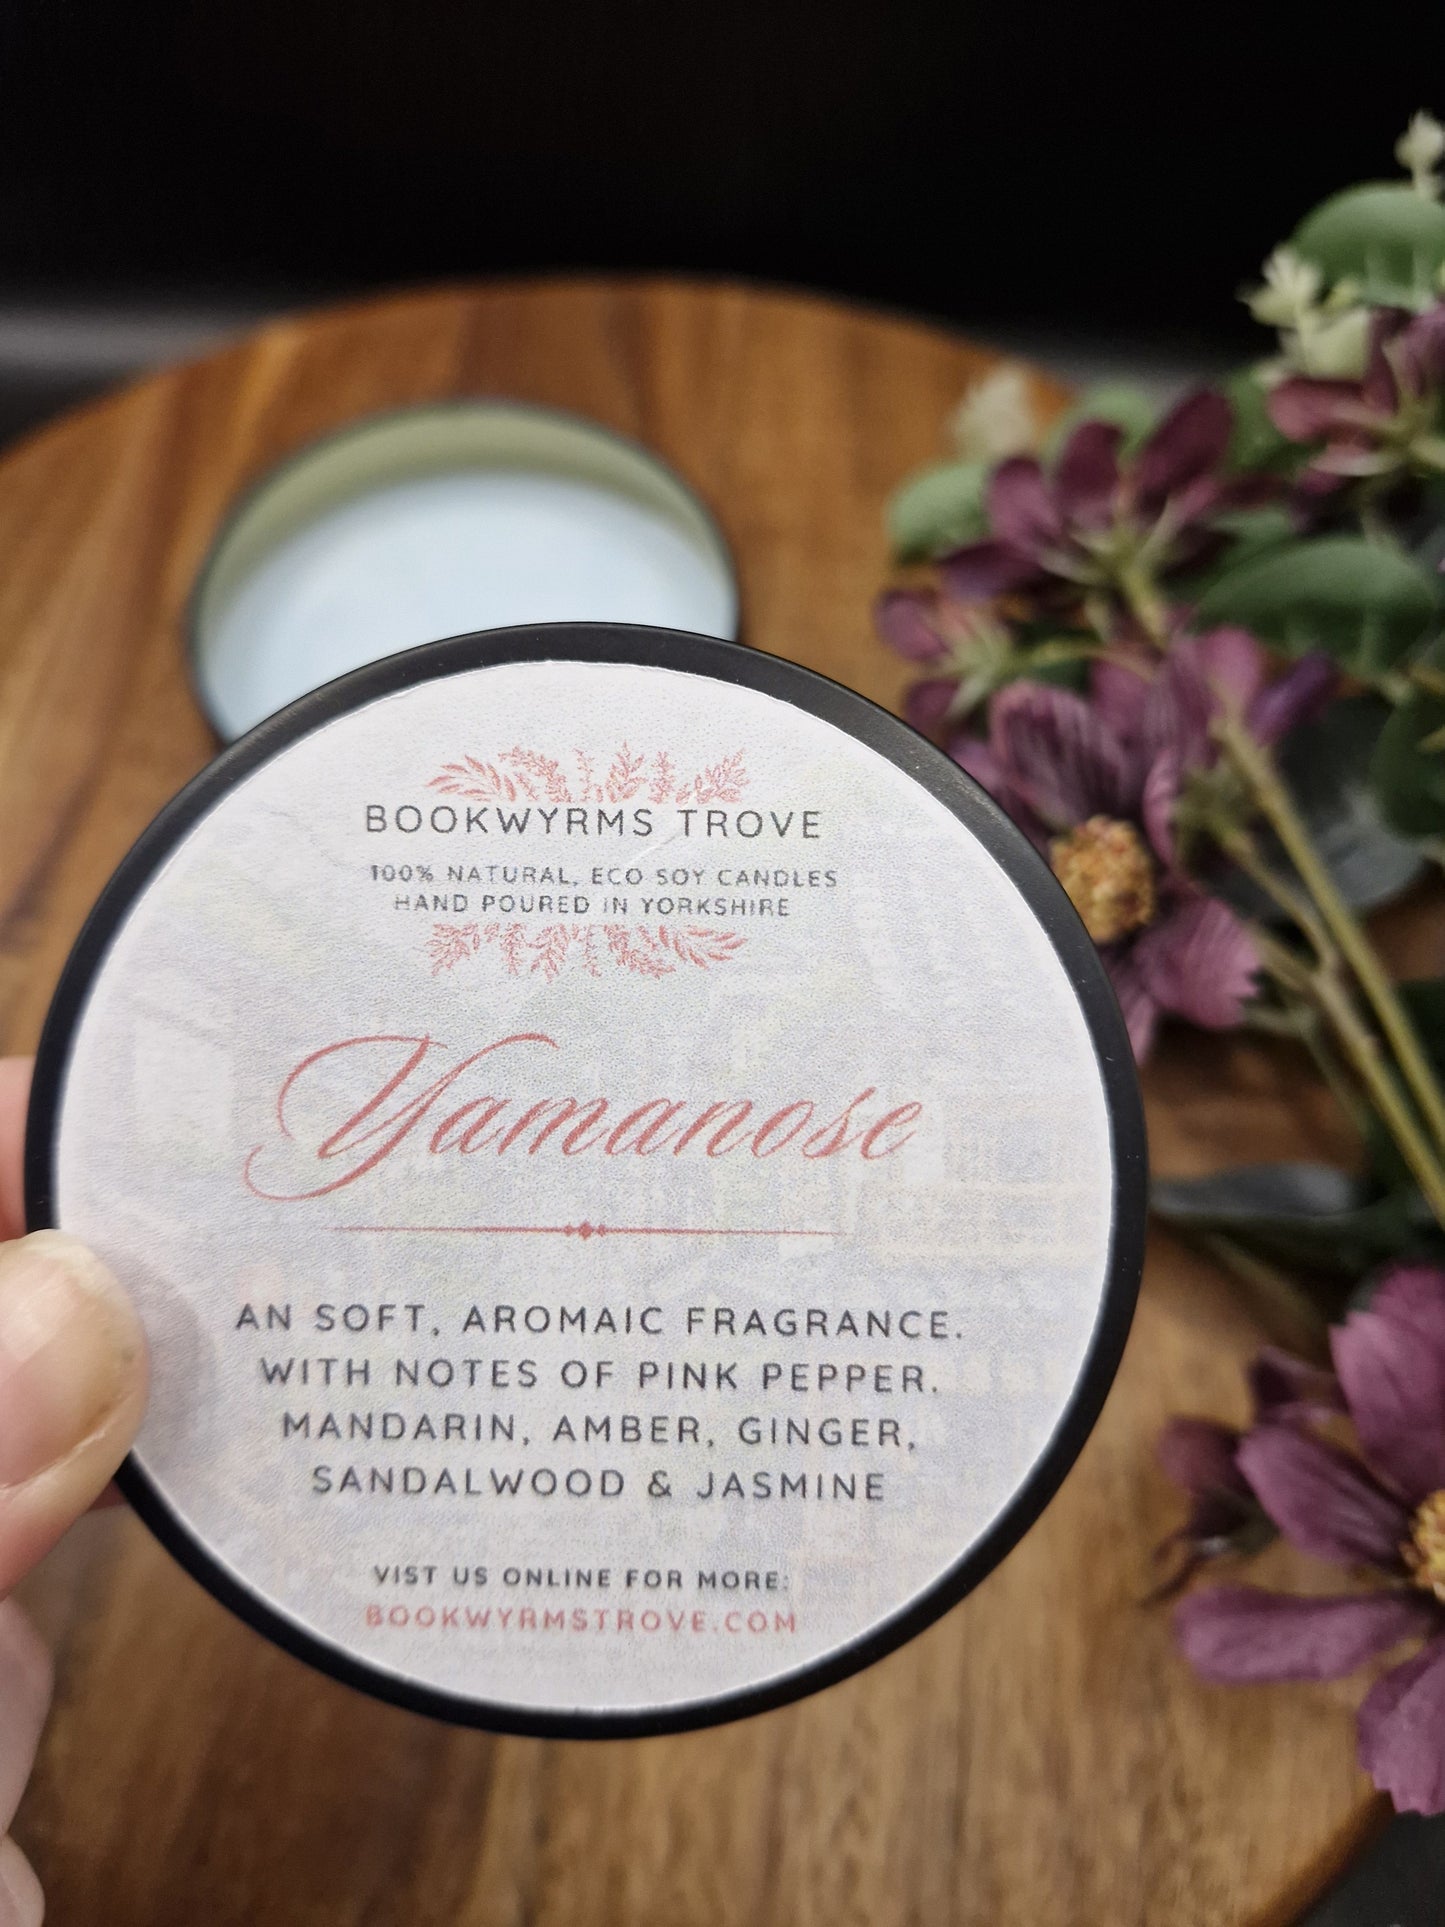 BOOKWYRMS TROVE
100% NATURAL, ECO SOY CANDLES
HAND POURED IN YORKSHIRE
Yamanose
AN SOFT, AROMAIC FRAGRANCE.
WITH NOTES OF PINK PEPPER.
MANDARIN, AMBER, GINGER,
SANDALWOOD & JASMINE
VIST US ONLINE FOR MORE:
BOOKWYRMSTROVE.COM